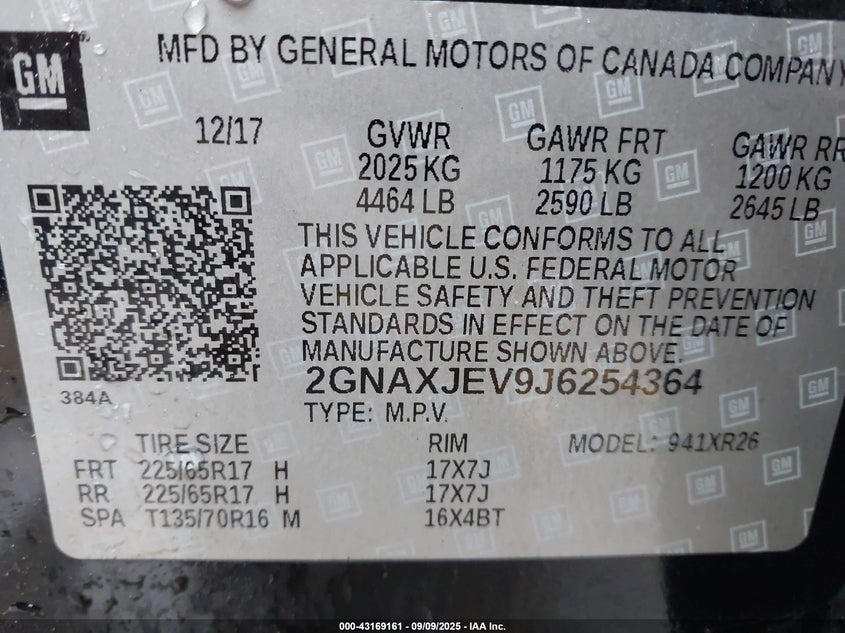 GM
MFD BY GENERAL MOTORS OF CANADA COMPANY
12/17 GVWR GAWR FRT GAWR RR
2025 KG 1175 KG 1200 KG
4464 LB 2590 LB 2645 LB
THIS VEHICLE CONFORMS TO ALL
APPLICABLE U.S. FEDERAL MOTOR
VEHICLE SAFETY AND THEFT PREVENTION
STANDARDS IN EFFECT ON THE DATE OF
MANUFACTURE SHOWN ABOVE.
2GNAXJEV9J6254364
384A
TYPE: M.P.V.
TIRE SIZE RIM MODEL: 941XR26
FRT 225/65R17 H 17X7J
RR 225/65R17 H 17X7J
SPA T135/70R16 M 16X4BT
000-43169161 - 09/09/2025 - IAA Inc.